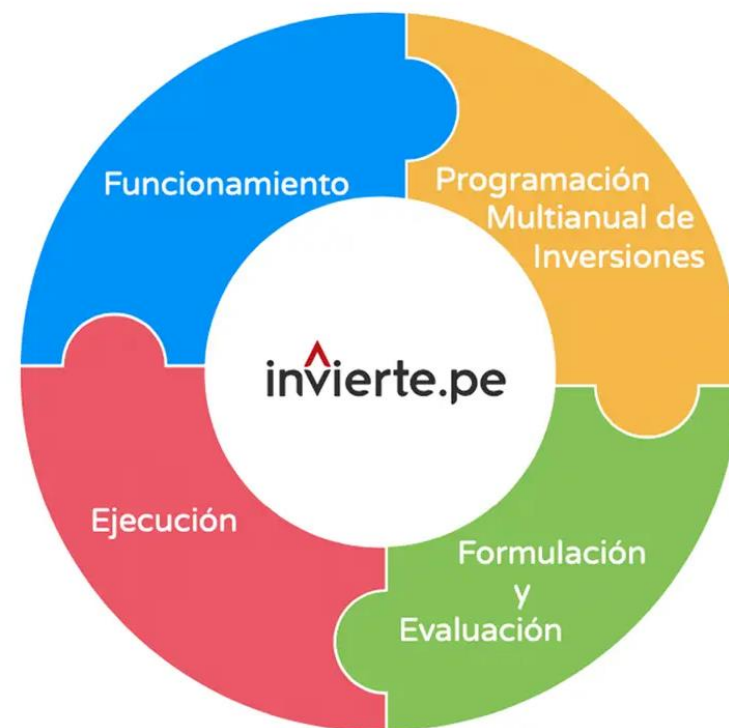 Funcionamiento
Programación
Multianual de
Inversiones
invierte.pe
Ejecución
Formulación
y
Evaluación